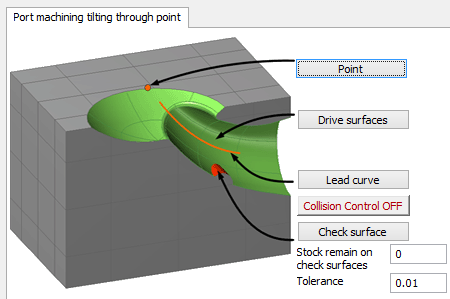 Port machining tilting through point
Point
Drive surfaces
Lead curve
Collision Control OFF
Check surface
Stock remain on
check surfaces
0
Tolerance
0.01